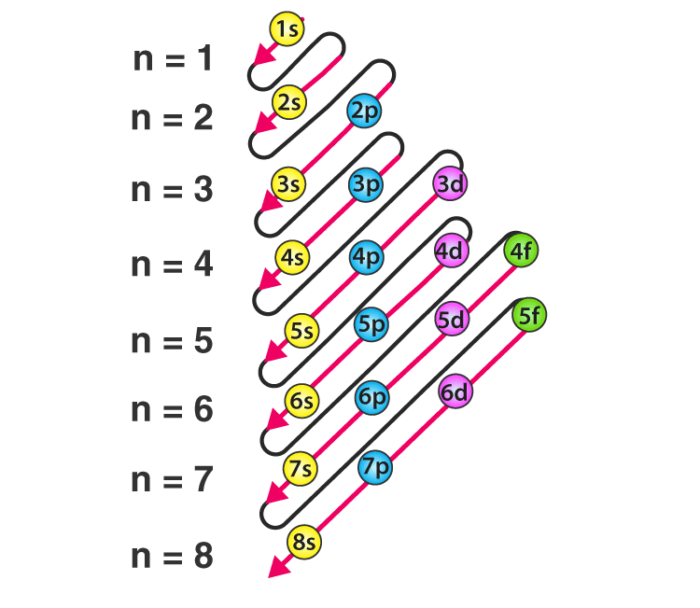 1s
n = 1
2s 2p
n = 2
3s 3p 3d
n = 3
4s 4p 4d 4f
n = 4
5s 5p 5d 5f
n = 5
6s 6p 6d
n = 6
7s 7p
n = 7
8s
n = 8